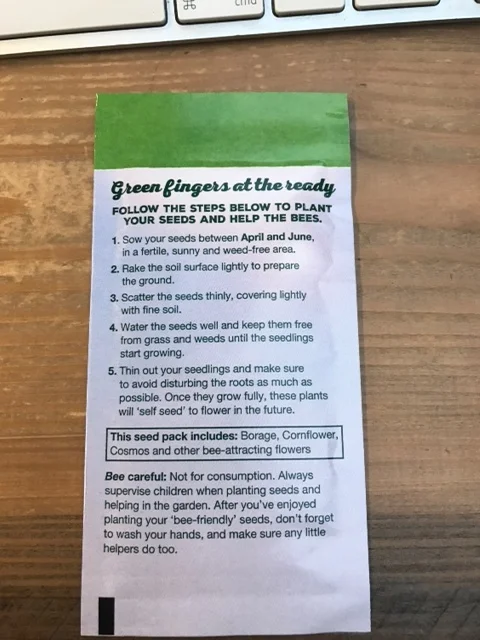 ⌘ cmd
Green fingers at the ready
FOLLOW THE STEPS BELOW TO PLANT
YOUR SEEDS AND HELP THE BEES.
1. Sow your seeds between April and June,
in a fertile, sunny and weed-free area.
2. Rake the soil surface lightly to prepare
the ground.
3. Scatter the seeds thinly, covering lightly
with fine soil.
4. Water the seeds well and keep them free
from grass and weeds until the seedlings
start growing.
5. Thin out your seedlings and make sure
to avoid disturbing the roots as much as
possible. Once they grow fully, these plants
will 'self seed' to flower in the future.
This seed pack includes: Borage, Cornflower,
Cosmos and other bee-attracting flowers
Bee careful: Not for consumption. Always
supervise children when planting seeds and
helping in the garden. After you've enjoyed
planting your 'bee-friendly' seeds, don't forget
to wash your hands, and make sure any little
helpers do too.